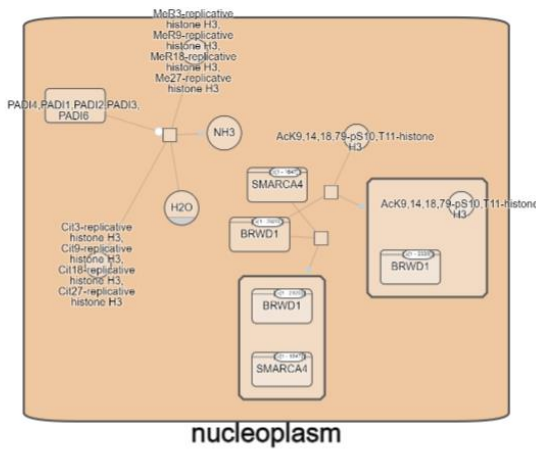 MeR3-replicative
histone H3,
MeR9-replicative
histone H3,
MeR18-replicative
histone H3,
Me27-replicatve
histone H3
PADI4,PADI1,PADI2,PADI3,
PADI6
NH3
AcK9,14,18,79-pS10,T11-histone
H3
SMARCA4
H2O
AcK9,14,18,79-pS10,T11-histone
H3
BRWD1
Cit3-replicative
histone H3,
Cit9-replicative
histone H3,
Cit18-replicative
histone H3,
Cit27-replicative
histone H3
BRWD1
BRWD1
SMARCA4
nucleoplasm